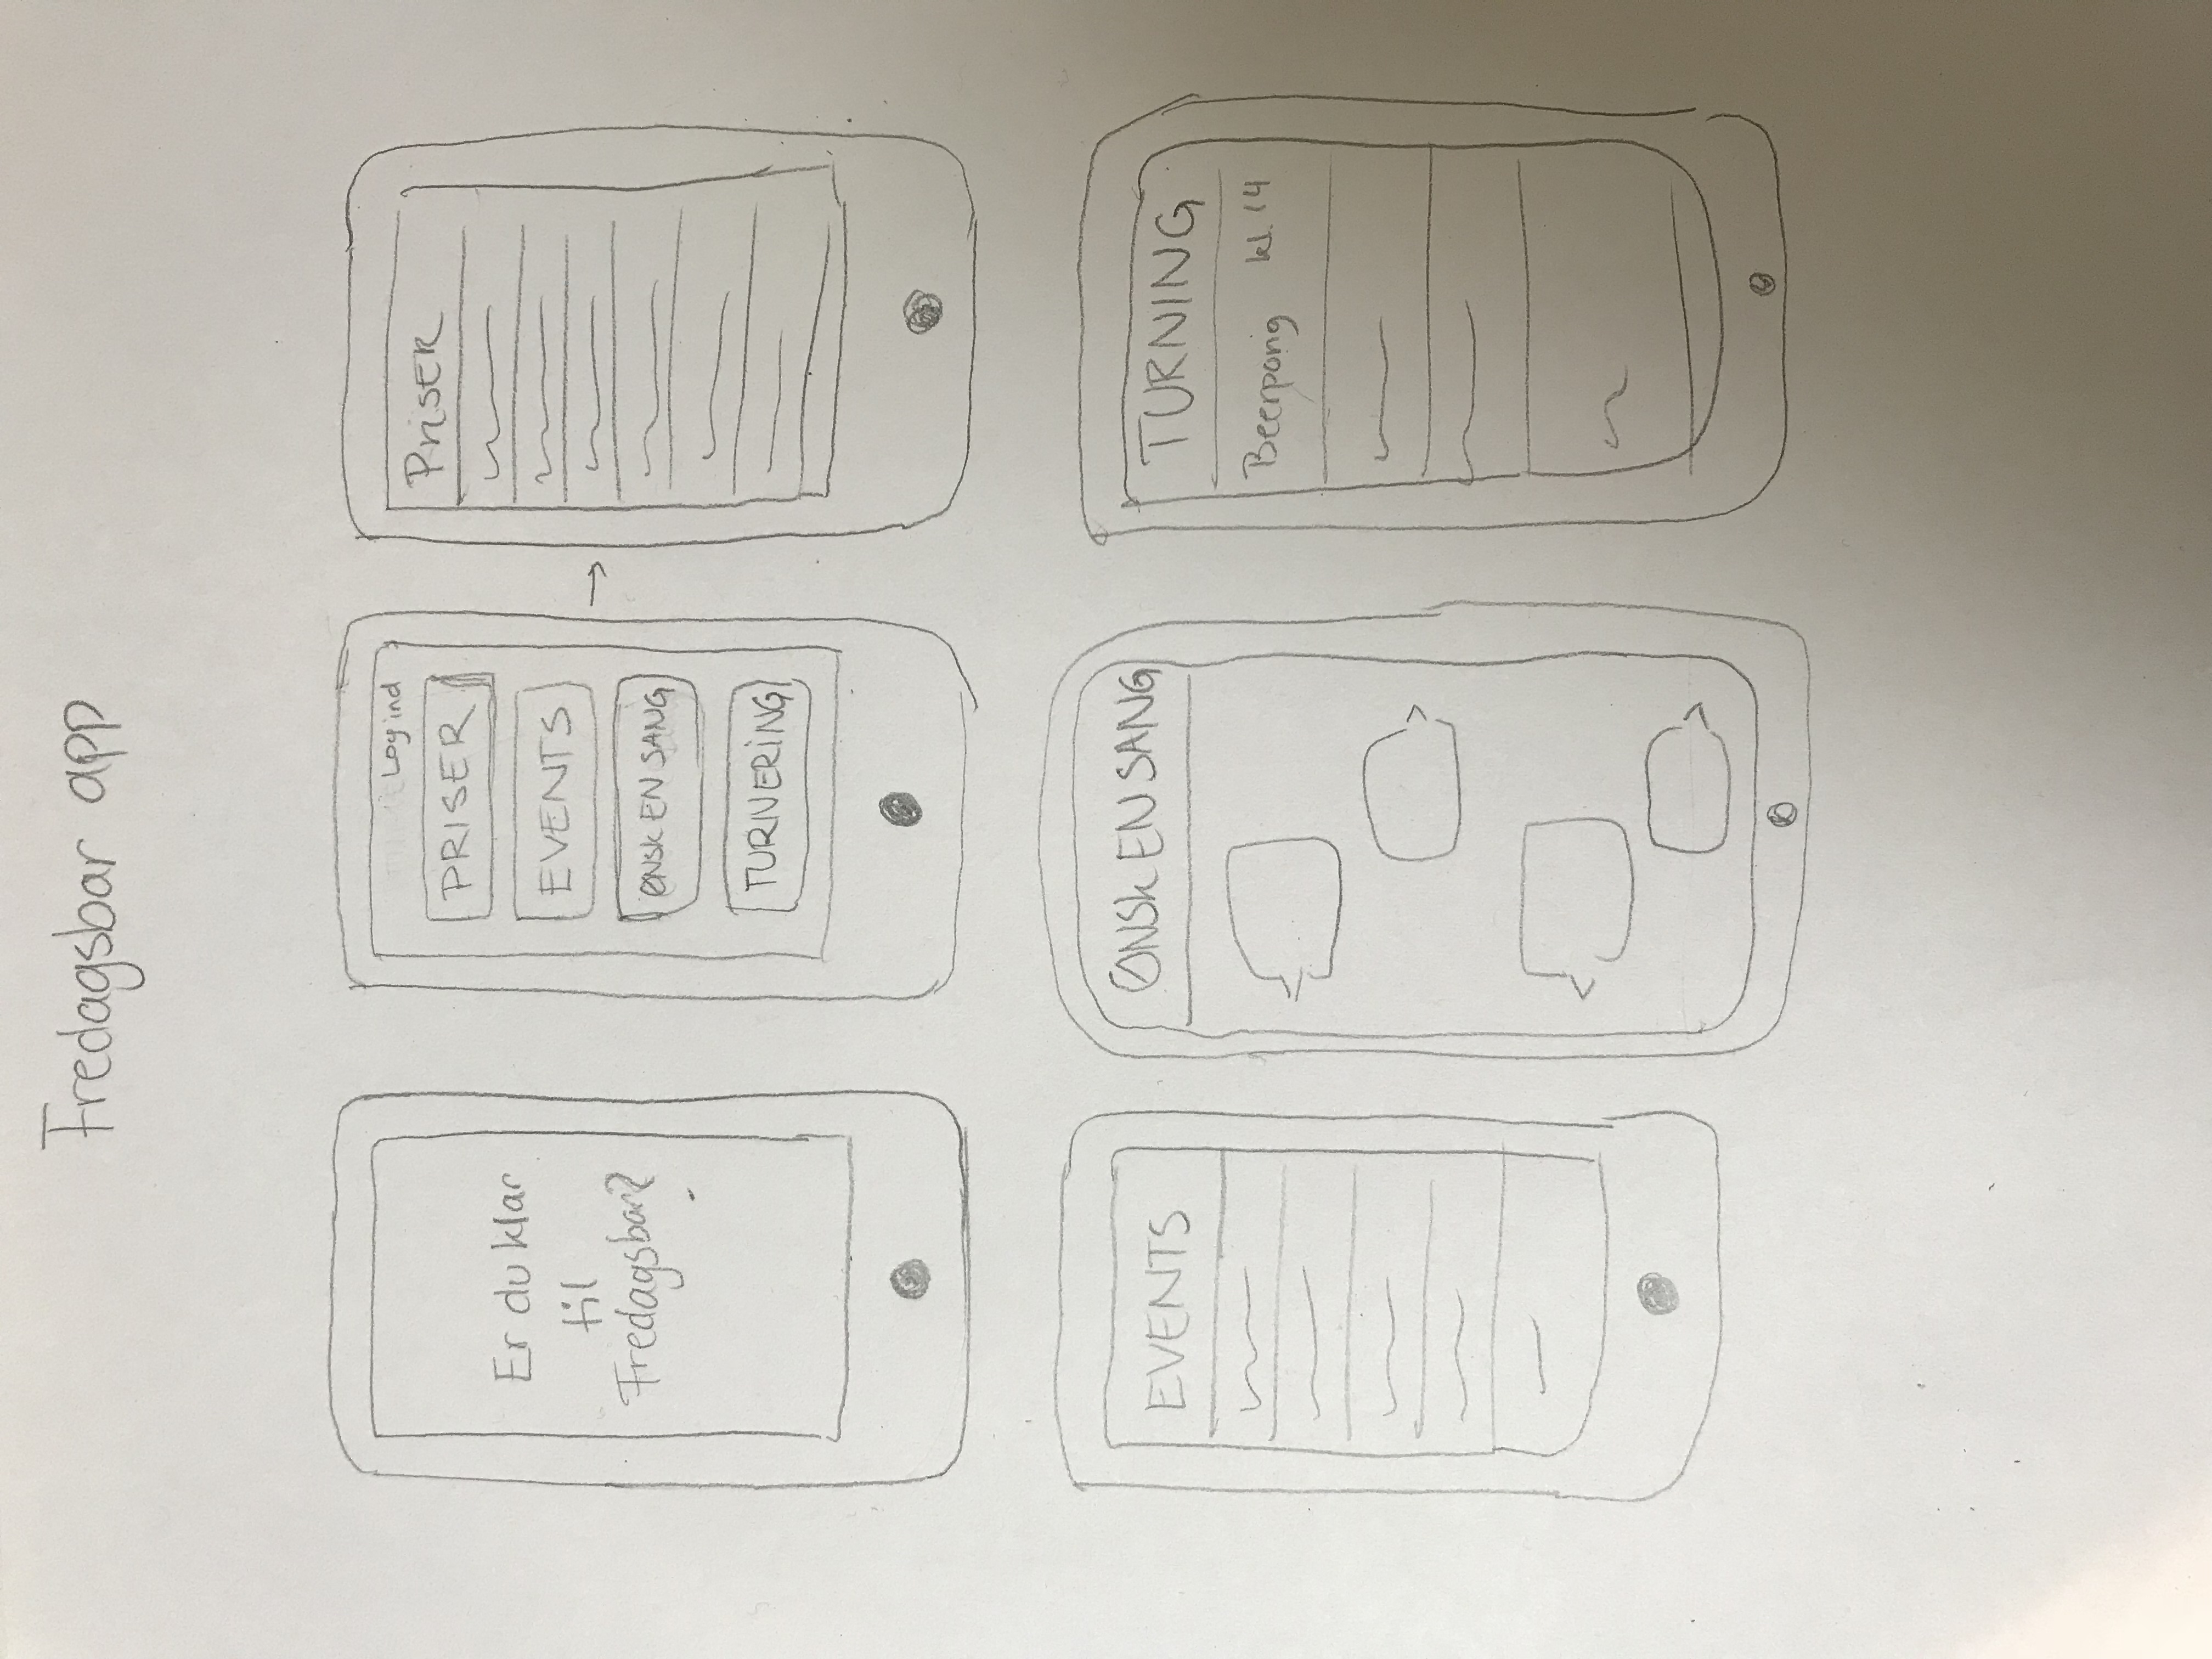 Fredagsbar app
Er du klar
til
Fredagsbar?
Log ind
PRISER
EVENTS
ØNSK EN SANG
TURNERING
PRISER
EVENTS
ØNSK EN SANG
TURNING
Beerpong kl. 14